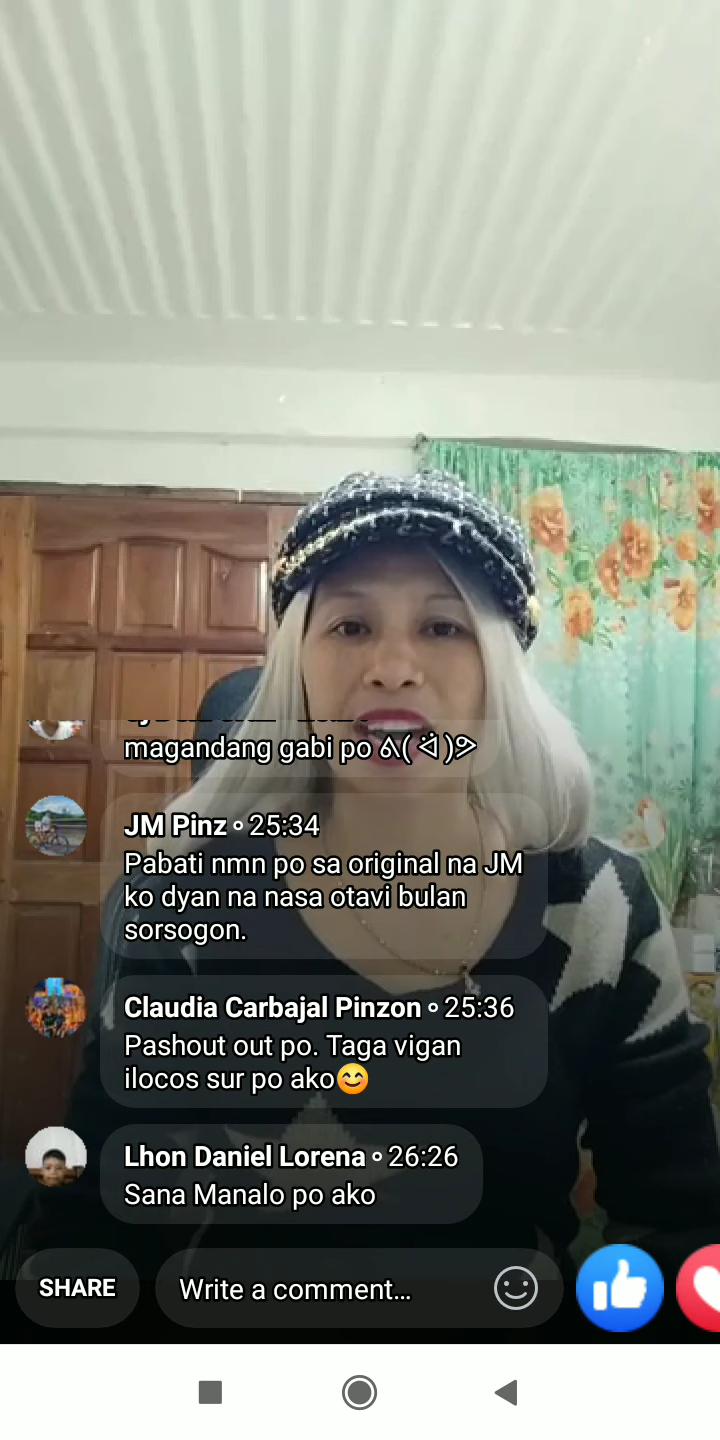 magandang gabi po
JM Pinz • 25:34
Pabati nmn po sa original na JM
ko dyan na nasa otavi bulan
sorsogon.
Claudia Carbajal Pinzon • 25:36
Pashout out po. Taga vigan
ilocos sur po ako😊
Lhon Daniel Lorena • 26:26
Sana Manalo po ako
SHARE
Write a comment...